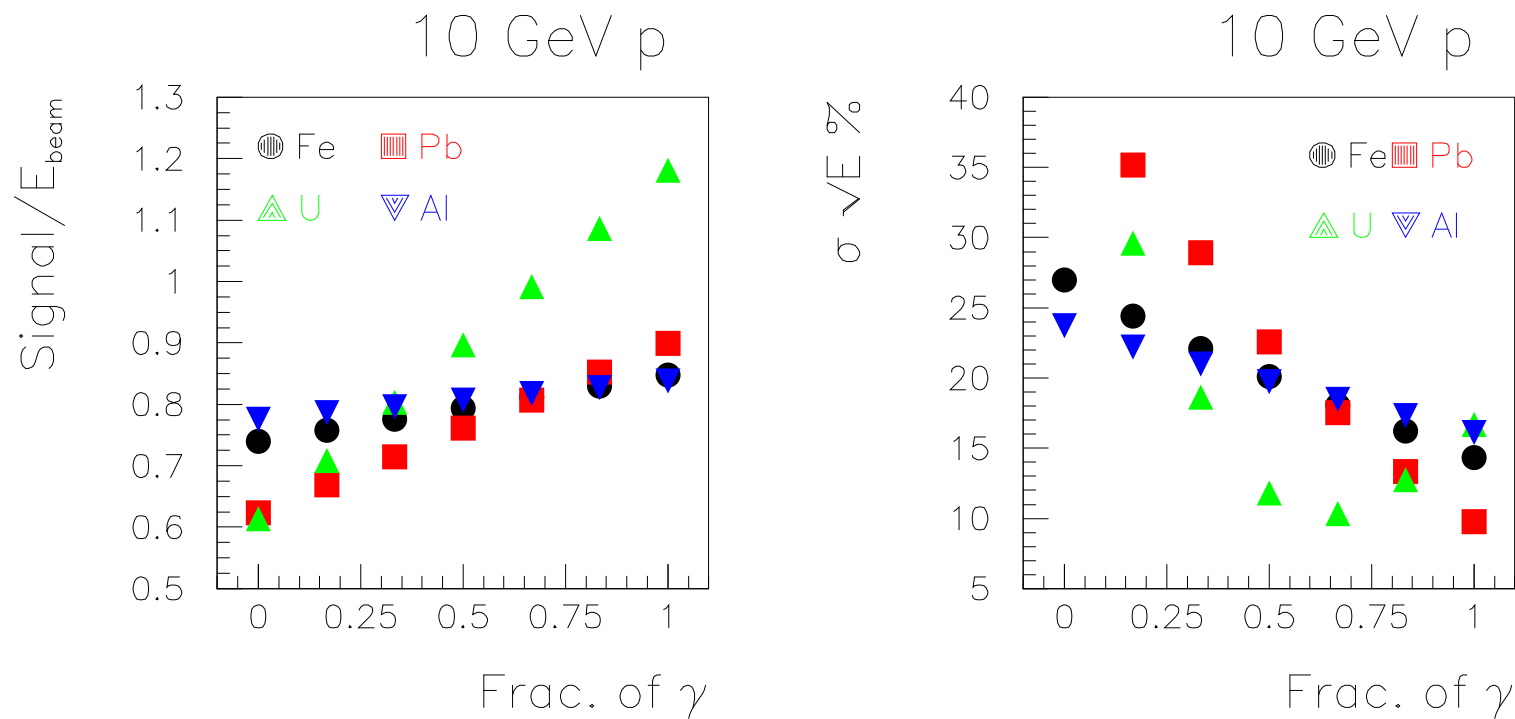 10 GeV p
Signal/E_beam
1.3
1.2
1.1
1
0.9
0.8
0.7
0.6
0.5
Fe Pb
U Al
0 0.25 0.5 0.75 1
Frac. of γ
10 GeV p
σ √E %
40
35
30
25
20
15
10
5
Fe Pb
U Al
0 0.25 0.5 0.75 1
Frac. of γ